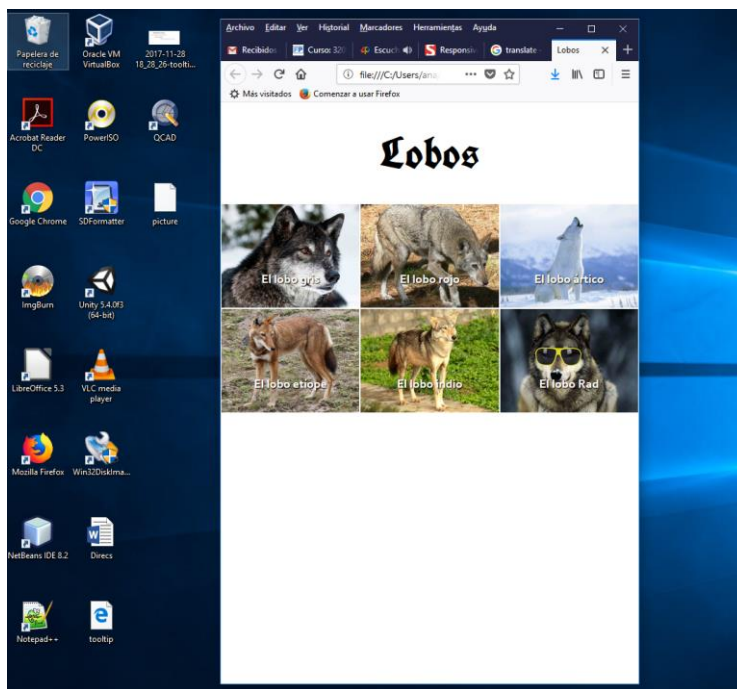 Papelera de
reciclaje
Oracle VM
VirtualBox
2017-11-28
18_28_26-toolti...
Acrobat Reader
DC
PowerISO
QCAD
Google Chrome
SDFormatter
picture
ImgBurn
Unity 5.4.0f3
(64-bit)
LibreOffice 5.3
VLC media
player
Mozilla Firefox
Win32DiskIma...
NetBeans IDE 8.2
Direcs
Notepad++
tooltip
Archivo Editar Ver Historial Marcadores Herramientas Ayuda
Recibidos Curso: 320 Escuch Responsiv translate Lobos
file:///C:/Users/ana
Más visitados Comenzar a usar Firefox
Lobos
El lobo gris El lobo rojo El lobo ártico
El lobo etiope El lobo indio El lobo Rad